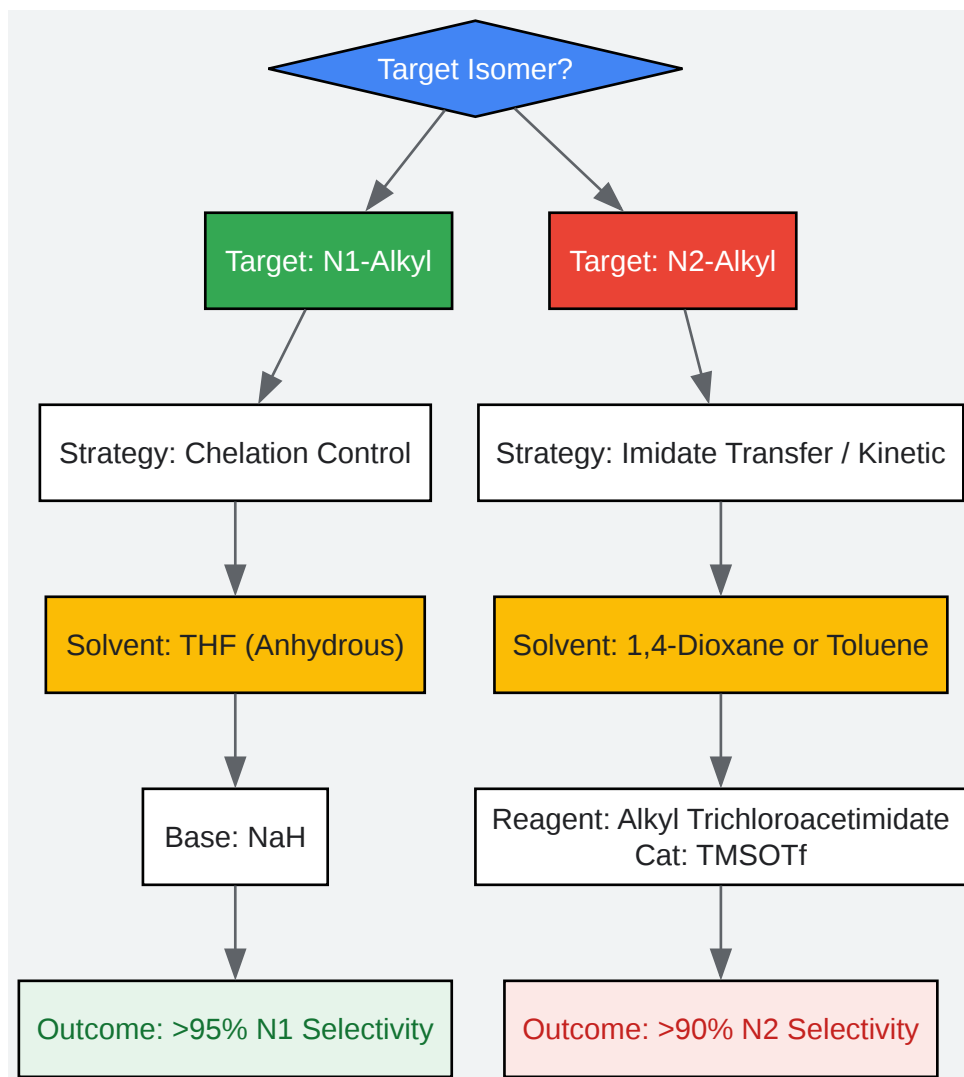 Target Isomer?
Target: N1-Alkyl
Target: N2-Alkyl
Strategy: Chelation Control
Strategy: Imidate Transfer / Kinetic
Solvent: THF (Anhydrous)
Solvent: 1,4-Dioxane or Toluene
Base: NaH
Reagent: Alkyl Trichloroacetimidate
Cat: TMSOTf
Outcome: >95% N1 Selectivity
Outcome: >90% N2 Selectivity